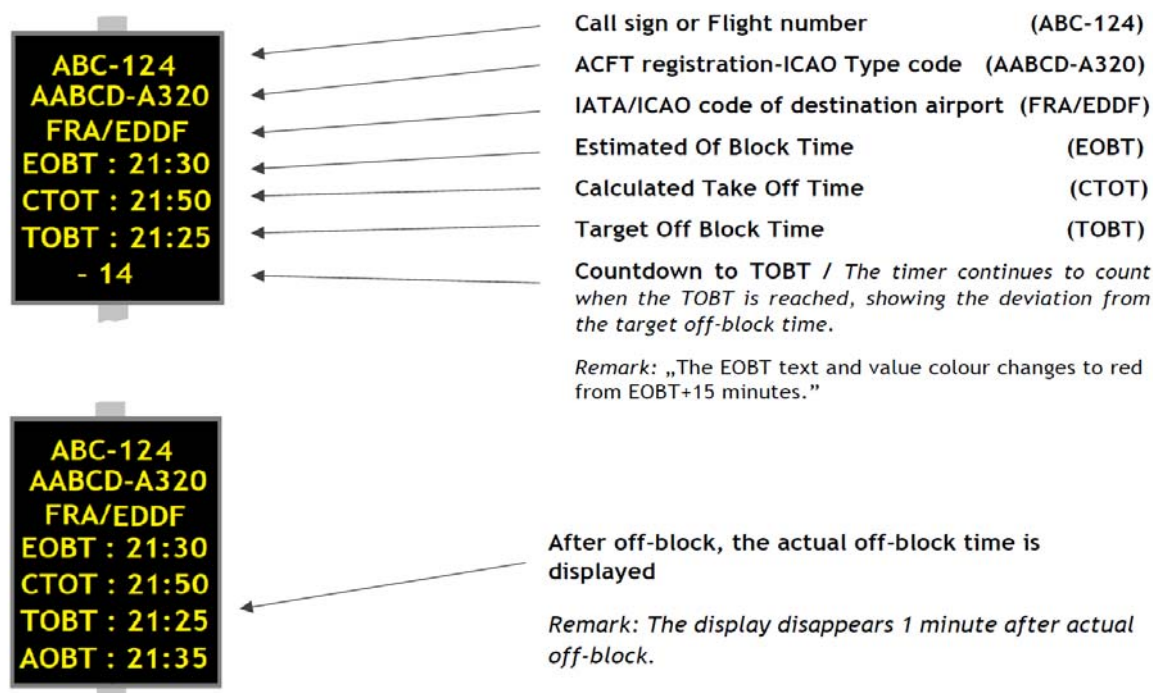 ABC-124
AABCD-A320
FRA/EDDF
EOBT : 21:30
CTOT : 21:50
TOBT : 21:25
- 14
Call sign or Flight number (ABC-124)
ACFT registration-ICAO Type code (AABCD-A320)
IATA/ICAO code of destination airport (FRA/EDDF)
Estimated Of Block Time (EOBT)
Calculated Take Off Time (CTOT)
Target Off Block Time (TOBT)
Countdown to TOBT / The timer continues to count
when the TOBT is reached, showing the deviation from
the target off-block time.
Remark: „The EOBT text and value colour changes to red
from EOBT+15 minutes.”
ABC-124
AABCD-A320
FRA/EDDF
EOBT : 21:30
CTOT : 21:50
TOBT : 21:25
AOBT : 21:35
After off-block, the actual off-block time is
displayed
Remark: The display disappears 1 minute after actual
off-block.